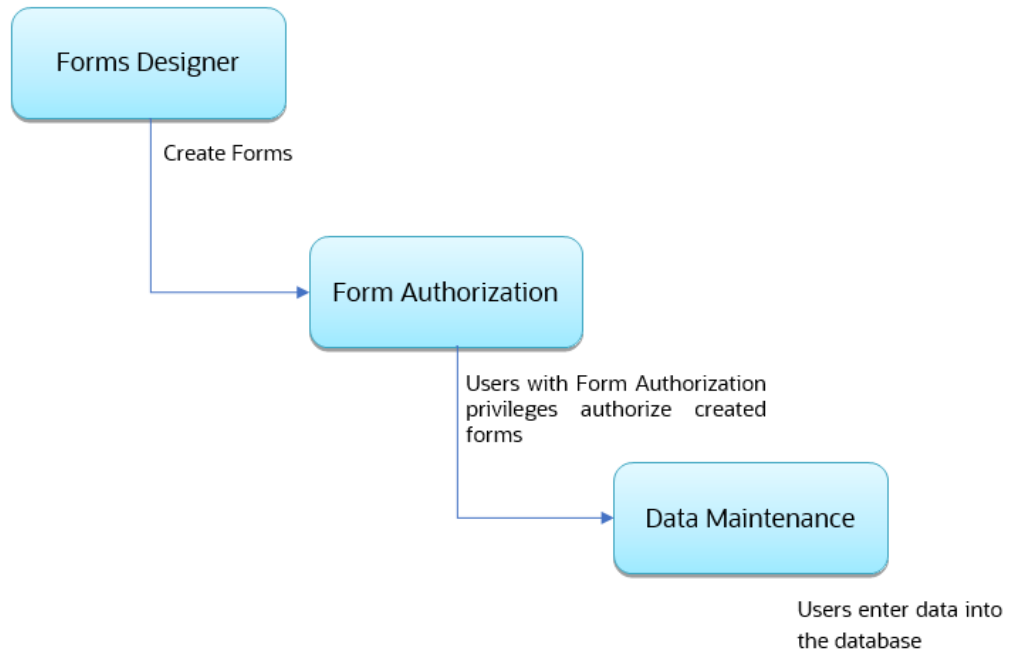 Forms Designer
Create Forms
Form Authorization
Users with Form Authorization
privileges authorize created
forms
Data Maintenance
Users enter data into
the database